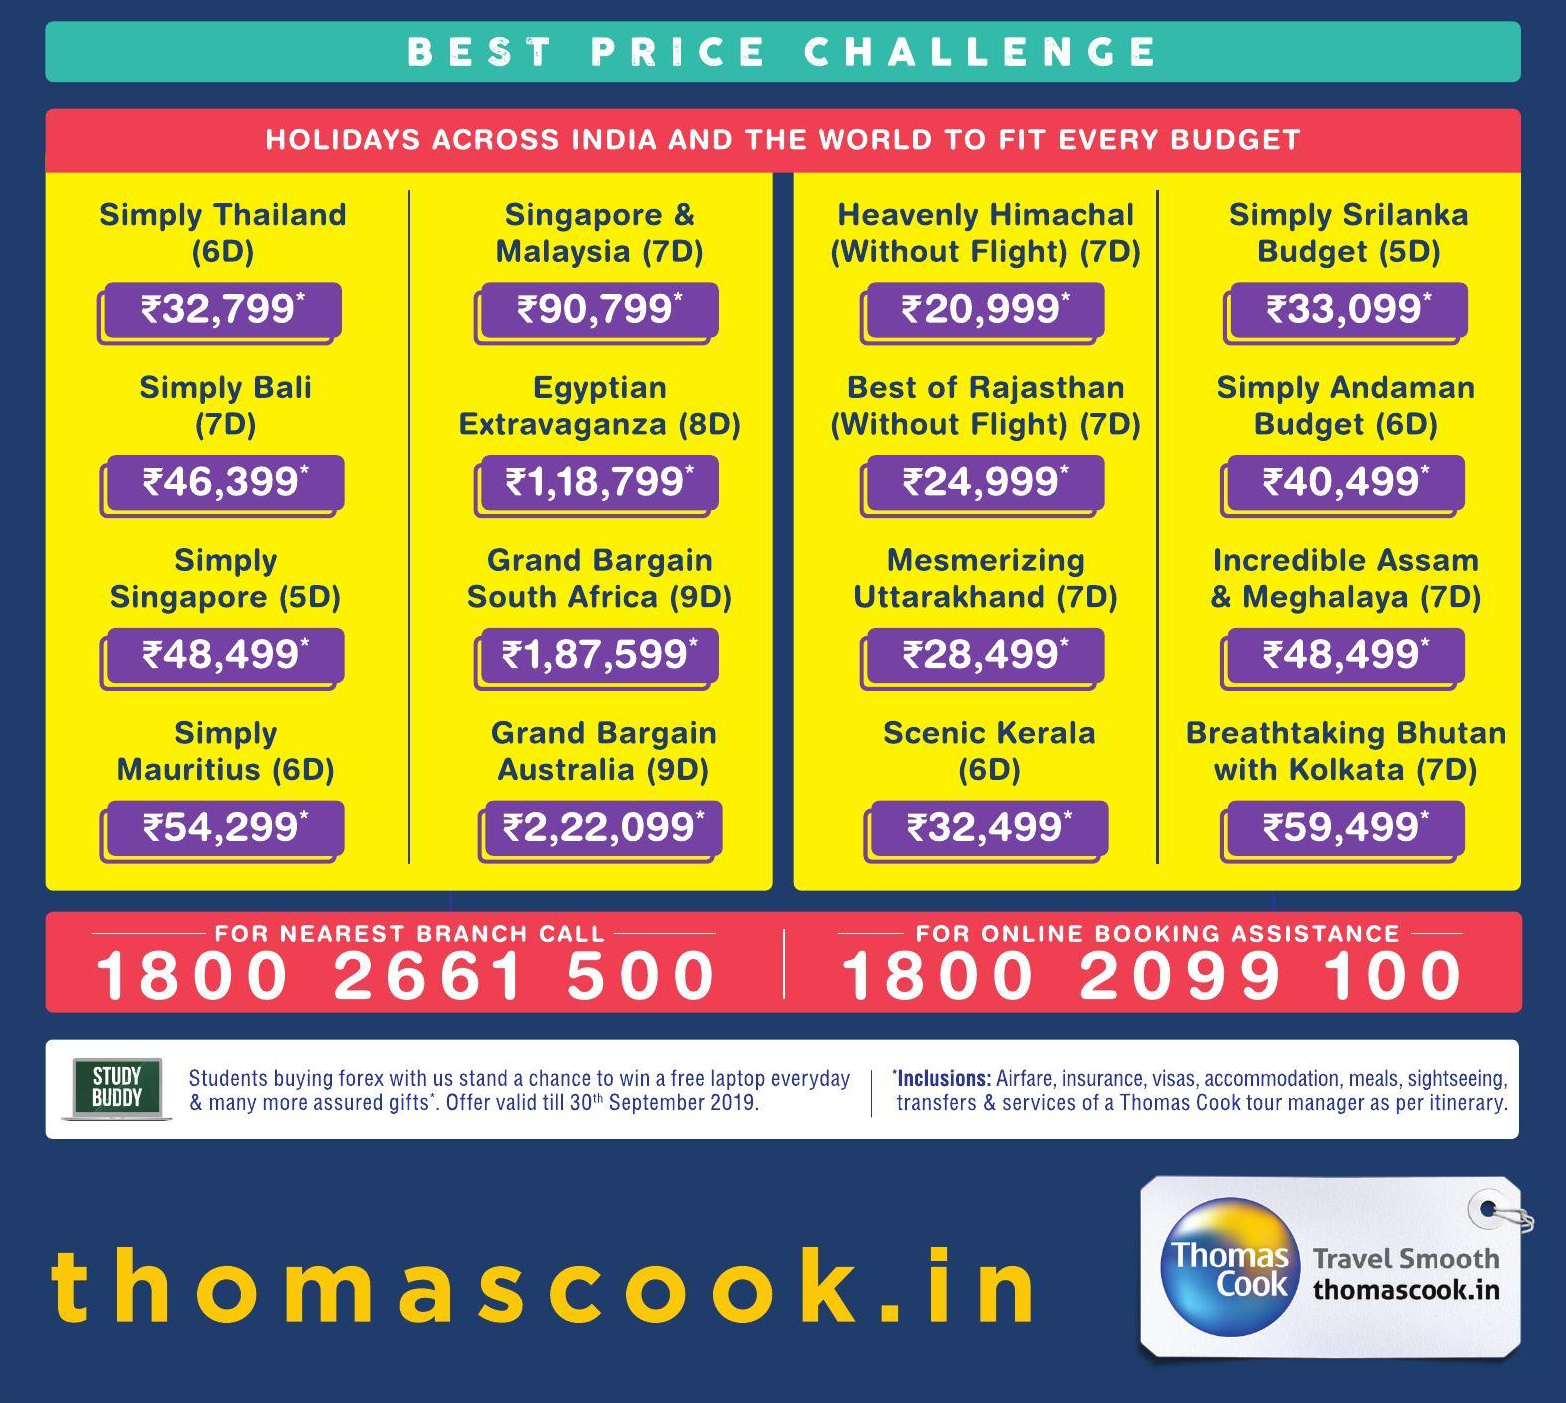 BEST PRICE CHALLENGE
HOLIDAYS ACROSS INDIA AND THE WORLD TO FIT EVERY BUDGET
Simply Thailand
(6D)
₹32,799*
Simply Bali
(7D)
₹46,399*
Simply
Singapore (5D)
₹48,499*
Simply
Mauritius (6D)
₹54,299*
Singapore &
Malaysia (7D)
₹90,799*
Egyptian
Extravaganza (8D)
₹1,18,799*
Grand Bargain
South Africa (9D)
₹1,87,599*
Grand Bargain
Australia (9D)
₹2,22,099*
Heavenly Himachal
(Without Flight) (7D)
₹20,999*
Best of Rajasthan
(Without Flight) (7D)
₹24,999*
Mesmerizing
Uttarakhand (7D)
₹28,499*
Scenic Kerala
(6D)
₹32,499*
Simply Srilanka
Budget (5D)
₹33,099*
Simply Andaman
Budget (6D)
₹40,499*
Incredible Assam
& Meghalaya (7D)
₹48,499*
Breathtaking Bhutan
with Kolkata (7D)
₹59,499*
FOR NEAREST BRANCH CALL
1800 2661 500
FOR ONLINE BOOKING ASSISTANCE
1800 2099 100
STUDY
BUDDY
Students buying forex with us stand a chance to win a free laptop everyday
& many more assured gifts*. Offer valid till 30th September 2019.
*Inclusions: Airfare, insurance, visas, accommodation, meals, sightseeing,
transfers & services of a Thomas Cook tour manager as per itinerary.
thomascook.in
Thomas
Cook
Travel Smooth
thomascook.in